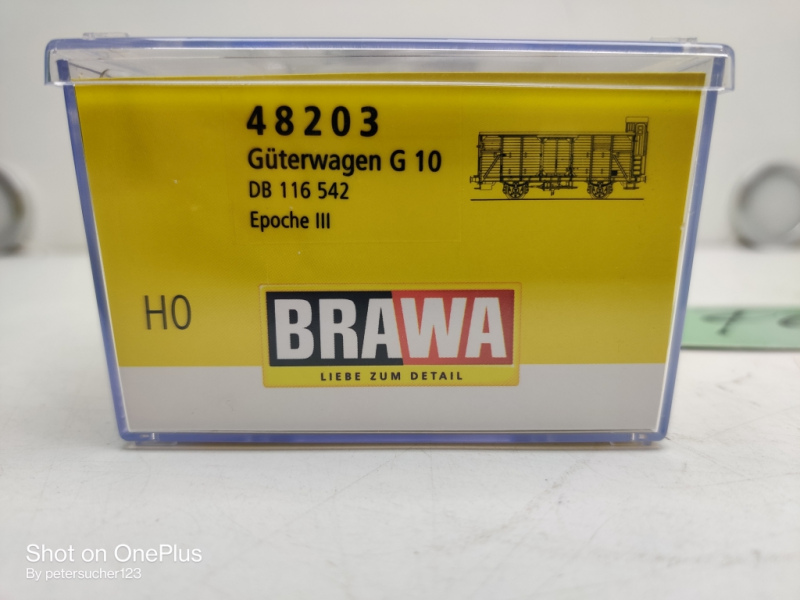 48203
Güterwagen G 10
DB 116 542
Epoche III
H0
BRAWA
LIEBE ZUM DETAIL
Shot on OnePlus
By petersucher123